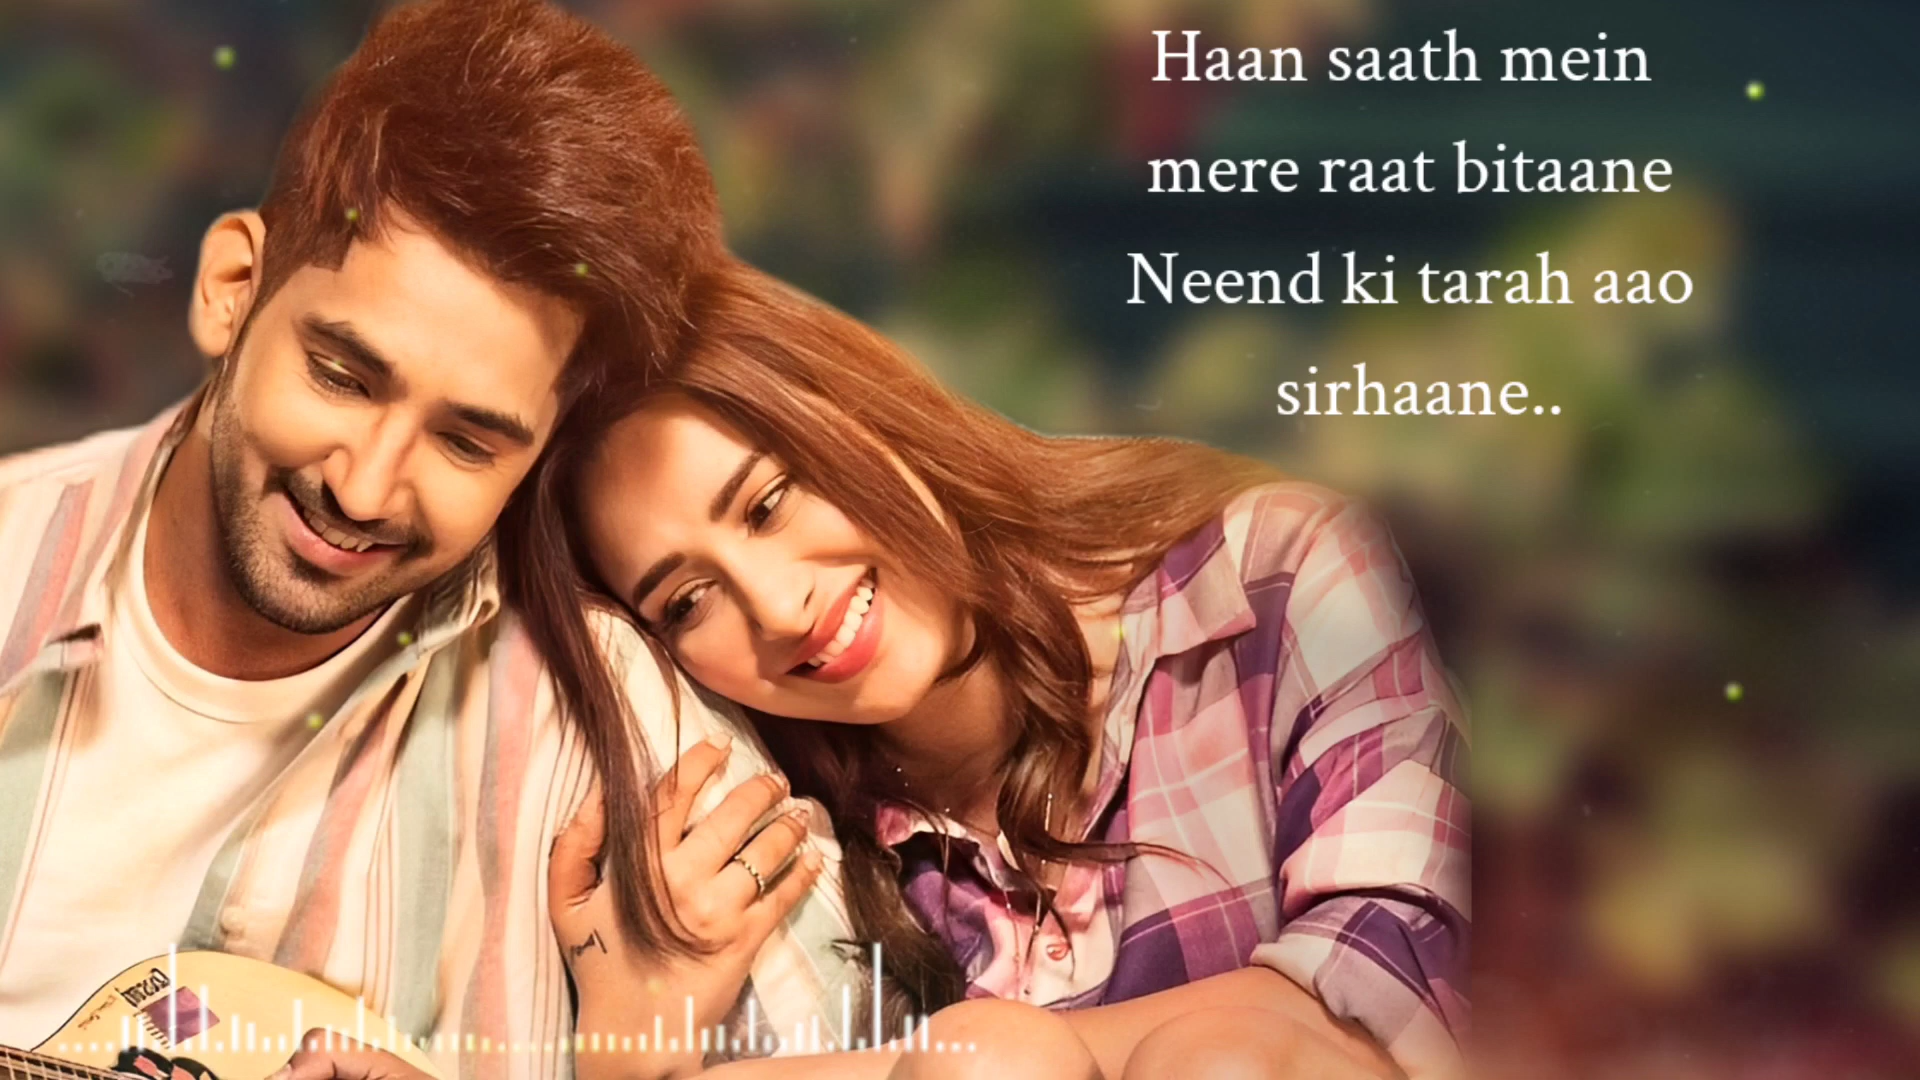 Haan saath mein
mere raat bitaane
Neend ki tarah aao
sirhaane..